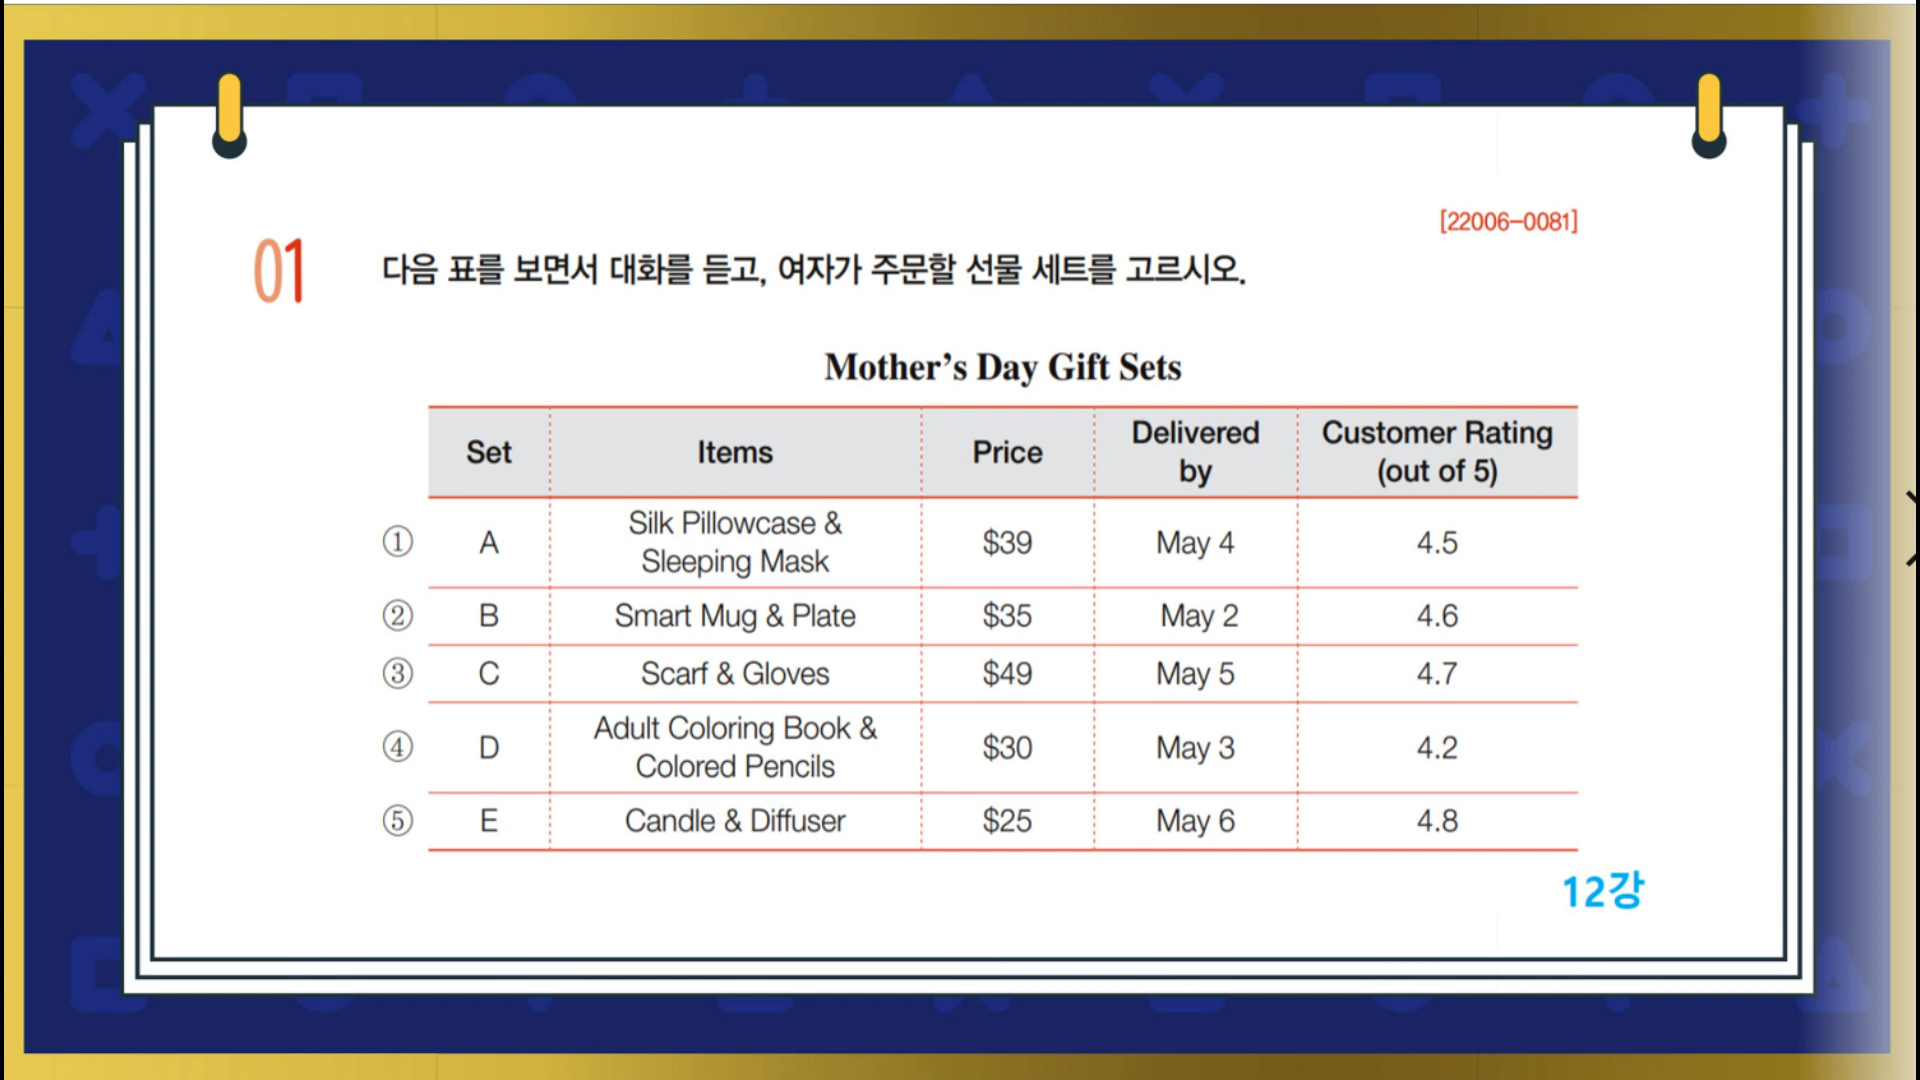 [22006-0081]
01 다음 표를 보면서 대화를 듣고, 여자가 주문할 선물 세트를 고르시오.
Mother's Day Gift Sets
Set Items Price Delivered by Customer Rating (out of 5)
① A Silk Pillowcase & Sleeping Mask $39 May 4 4.5
② B Smart Mug & Plate $35 May 2 4.6
③ C Scarf & Gloves $49 May 5 4.7
④ D Adult Coloring Book & Colored Pencils $30 May 3 4.2
⑤ E Candle & Diffuser $25 May 6 4.8
12강